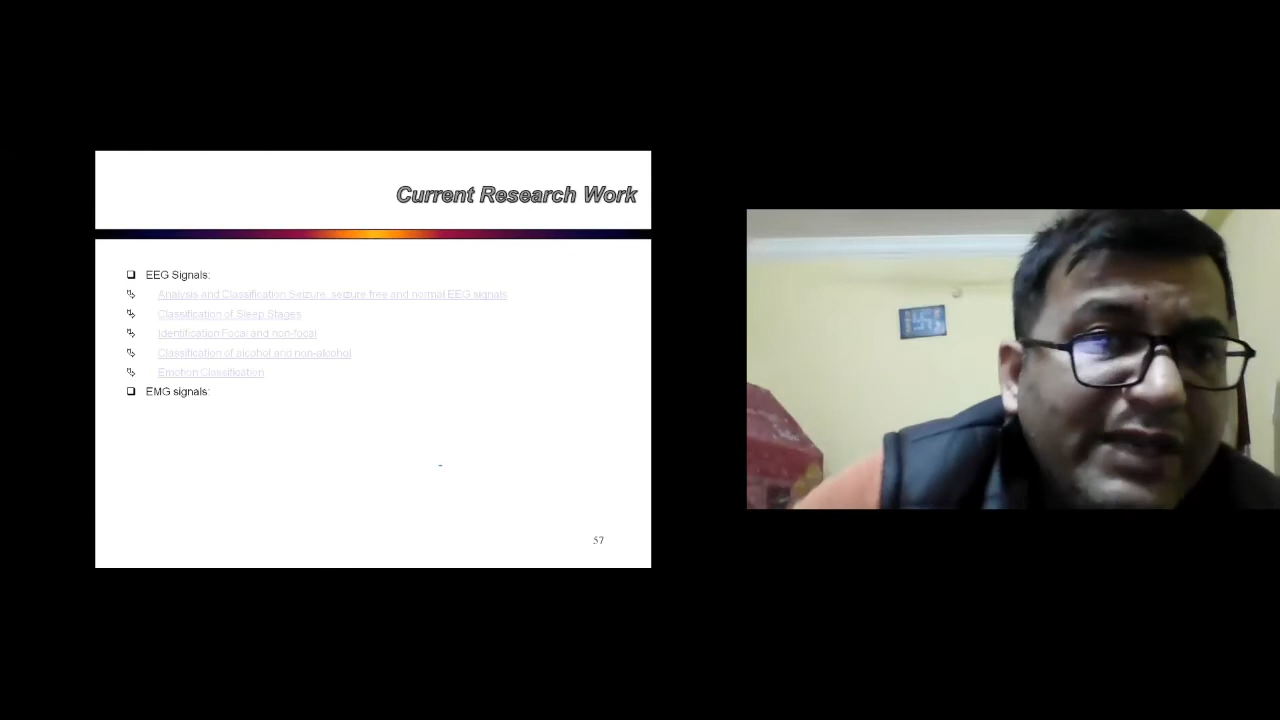 Current Research Work
EEG Signals:
Analysis and Classification Seizure, seizure free and normal EEG signals
Classification of Sleep Stages
Identification Focal and non-focal
Classification of alcohol and non-alcohol
Emotion Classification
EMG signals:
57